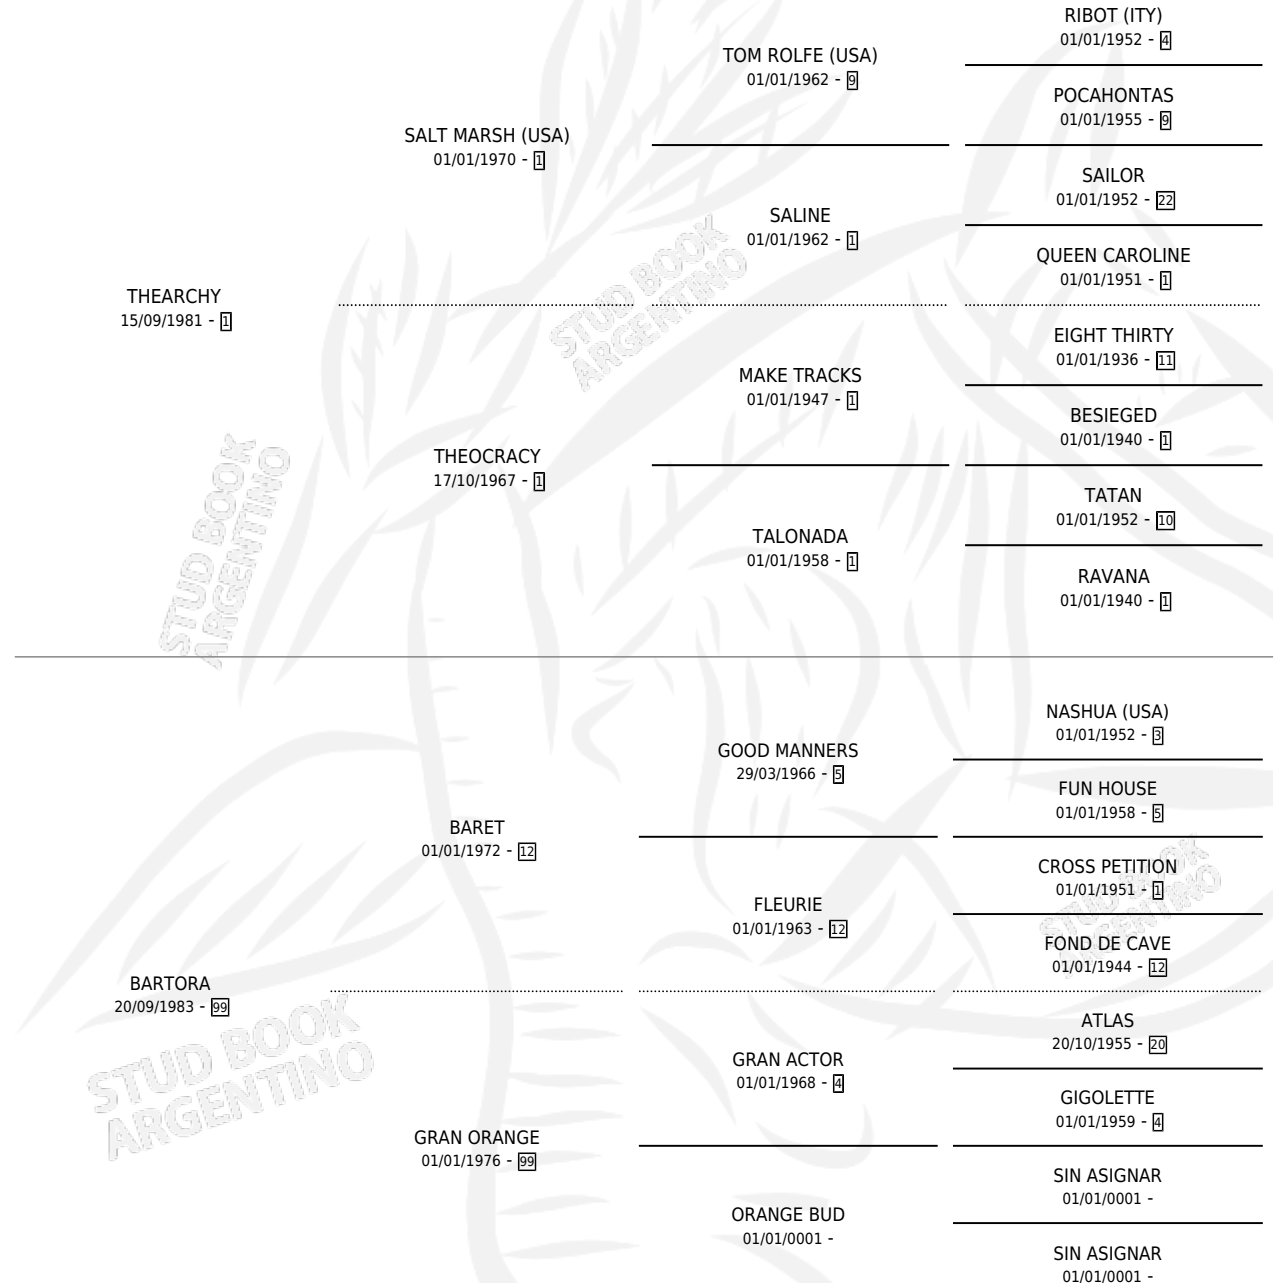 RIBOT (ITY)
01/01/1952 - 4
TOM ROLFE (USA)
01/01/1962 - 9
POCAHONTAS
01/01/1955 - 9
SALT MARSH (USA)
01/01/1970 - 1
SAILOR
01/01/1952 - 22
SALINE
01/01/1962 - 1
QUEEN CAROLINE
01/01/1951 - 1
THEARCHY
15/09/1981 - 1
EIGHT THIRTY
01/01/1936 - 11
MAKE TRACKS
01/01/1947 - 1
BESIEGED
01/01/1940 - 1
THEOCRACY
17/10/1967 - 1
TATAN
01/01/1952 - 10
TALONADA
01/01/1958 - 1
RAVANA
01/01/1940 - 1
STUD BOOK
ARGENTINO
STUD BOOK
ARGENTINO
NASHUA (USA)
01/01/1952 - 3
GOOD MANNERS
29/03/1966 - 5
FUN HOUSE
01/01/1958 - 5
BARET
01/01/1972 - 12
CROSS PETITION
01/01/1951 - 1
FLEURIE
01/01/1963 - 12
FOND DE CAVE
01/01/1944 - 12
BARTORA
20/09/1983 - 99
ATLAS
20/10/1955 - 20
GRAN ACTOR
01/01/1968 - 4
GIGOLETTE
01/01/1959 - 4
GRAN ORANGE
01/01/1976 - 99
SIN ASIGNAR
01/01/0001 -
ORANGE BUD
01/01/0001 -
SIN ASIGNAR
01/01/0001 -
STUD BOOK
ARGENTINO
STUD BOOK
ARGENTINO